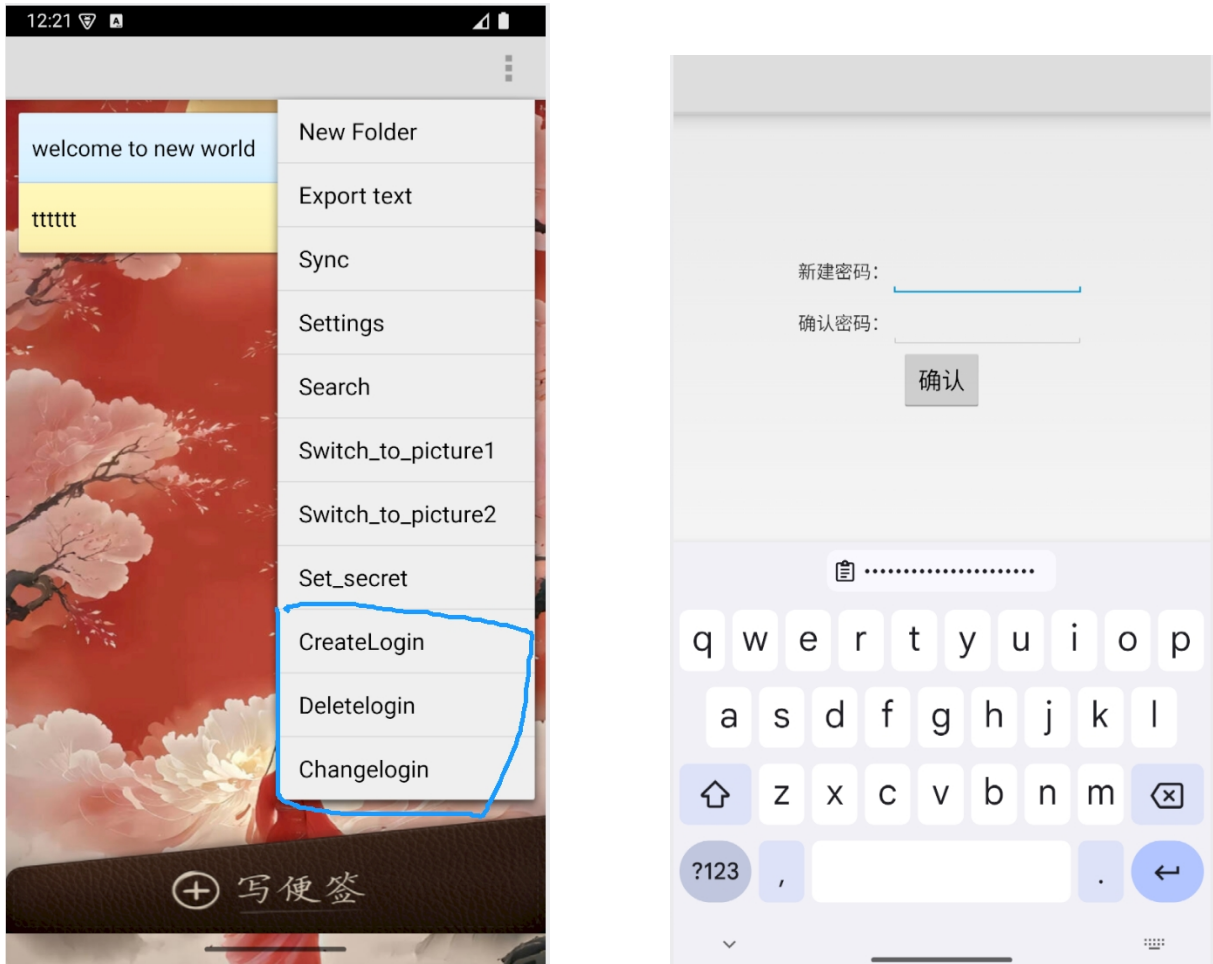 12:21
welcome to new world
tttttt
New Folder
Export text
Sync
Settings
Search
Switch_to_picture1
Switch_to_picture2
Set_secret
CreateLogin
Deletelogin
Changelogin
写便签
新建密码：
确认密码：
确认
••••••••••••••••••••••
q w e r t y u i o p
a s d f g h j k l
z x c v b n m
?123 , .